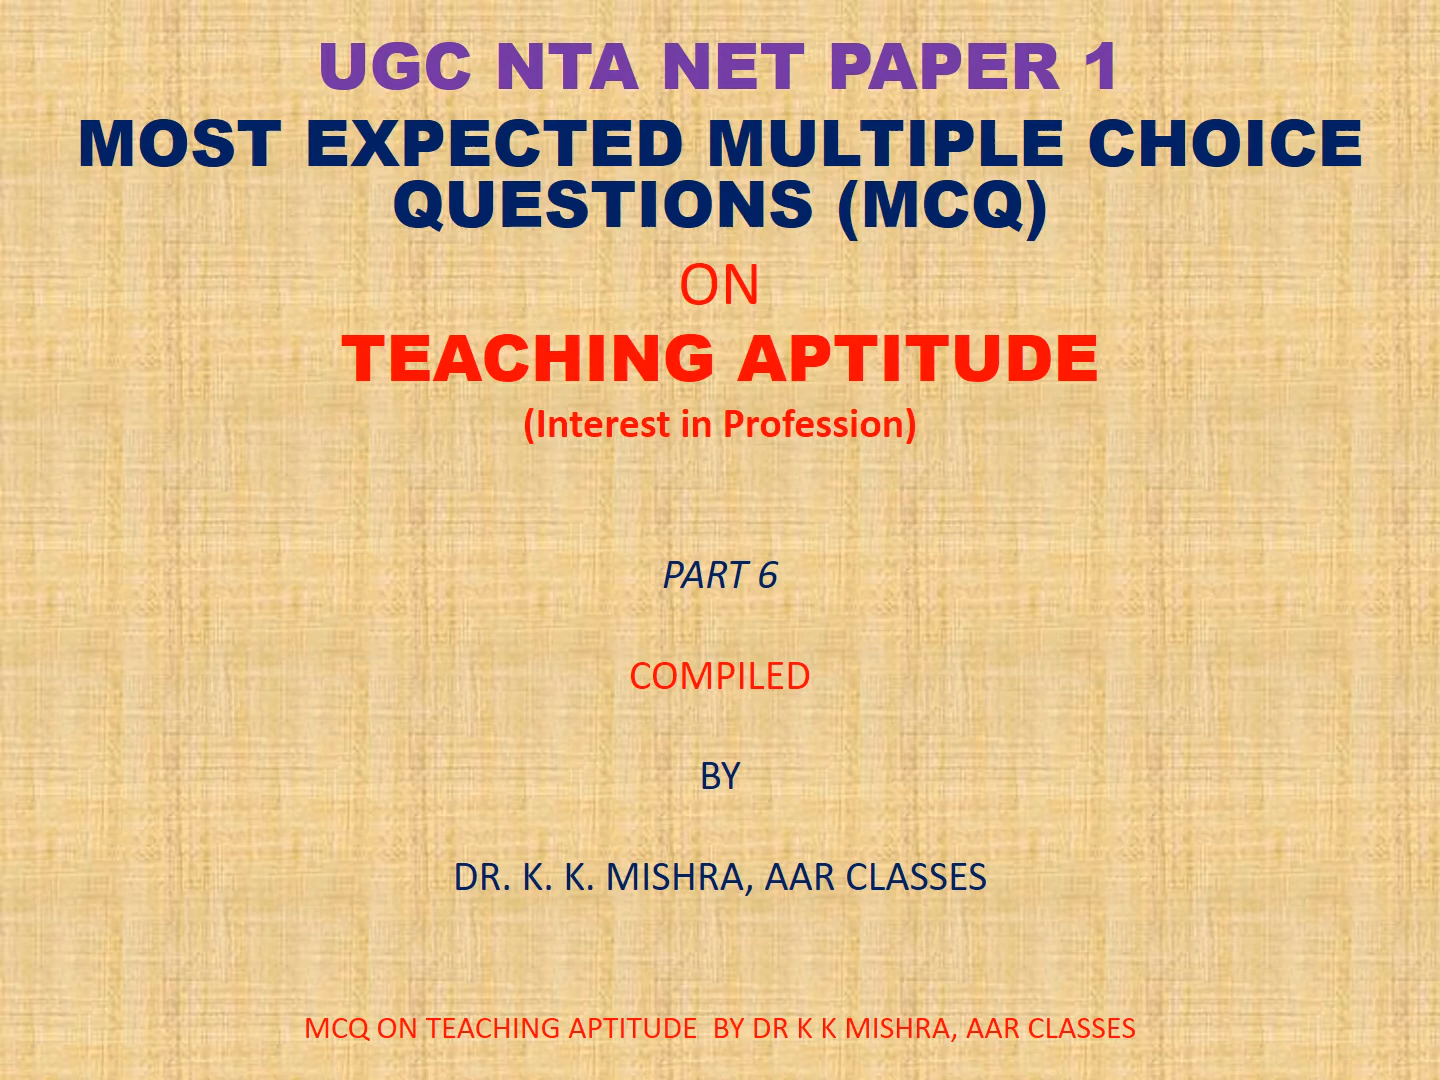 UGC NTA NET PAPER 1
MOST EXPECTED MULTIPLE CHOICE
QUESTIONS (MCQ)
ON
TEACHING APTITUDE
(Interest in Profession)
PART 6
COMPILED
BY
DR. K. K. MISHRA, AAR CLASSES
MCQ ON TEACHING APTITUDE  BY DR K K MISHRA, AAR CLASSES